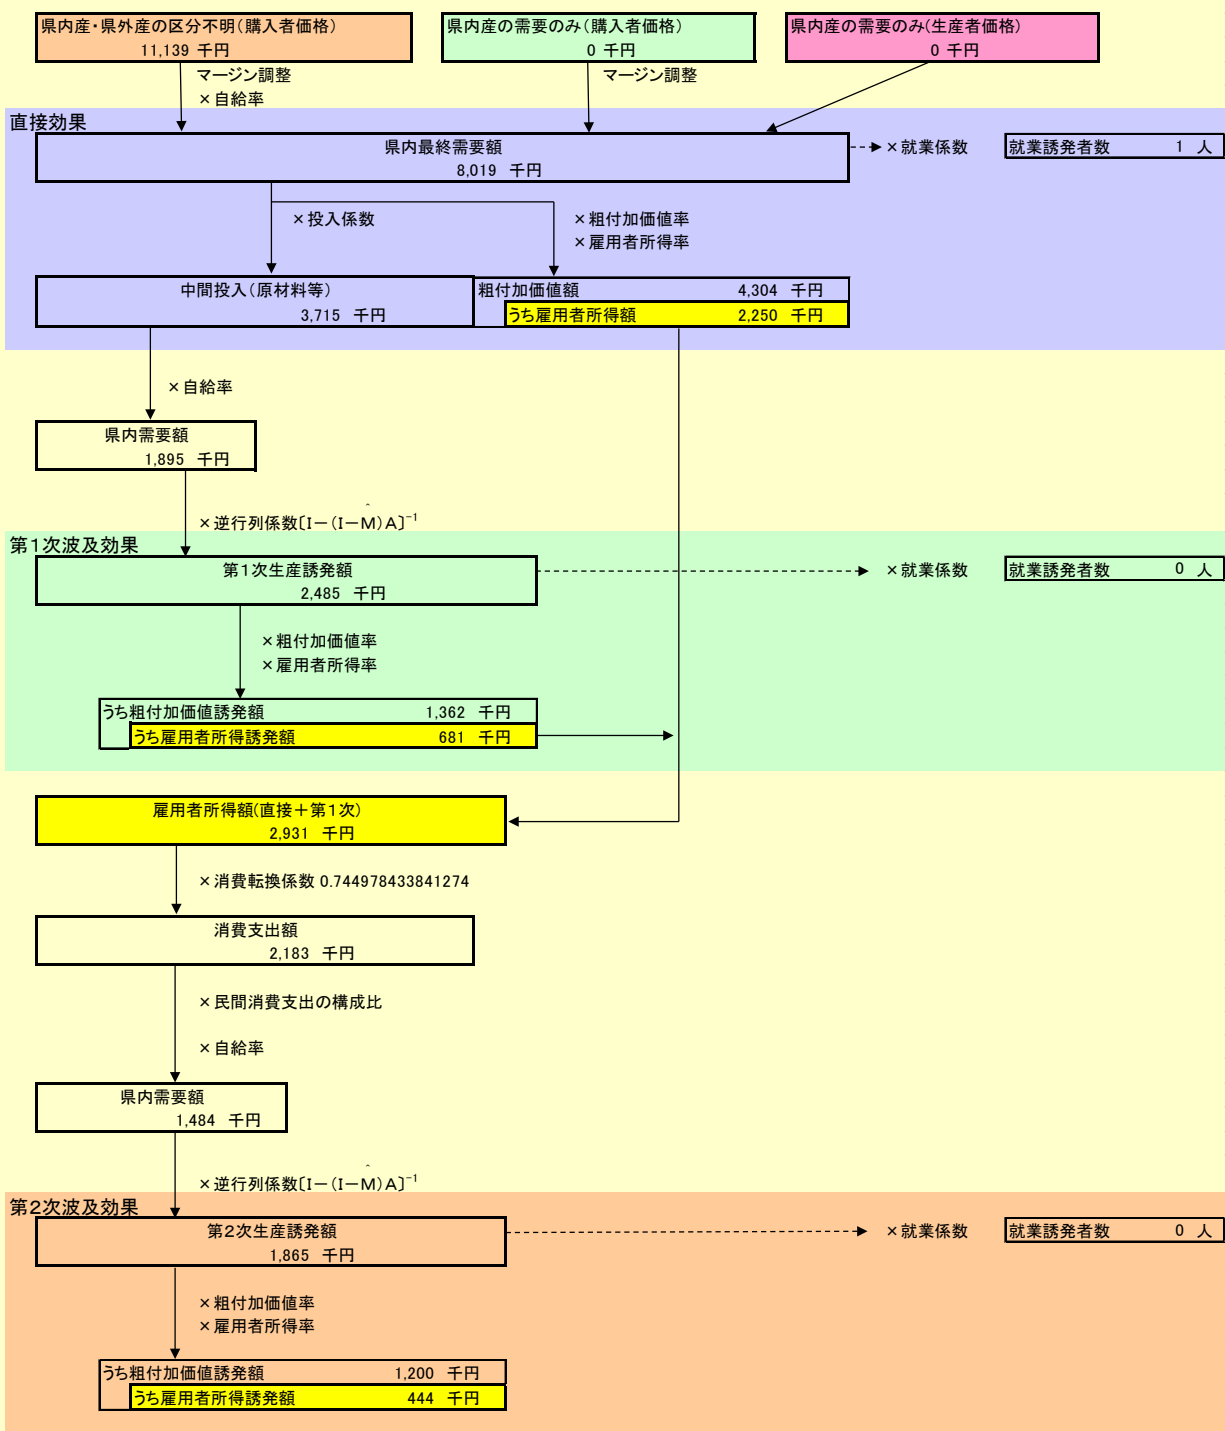 県内産・県外産の区分不明（購入者価格）
11,139 千円
県内産の需要のみ（購入者価格）
0 千円
県内産の需要のみ（生産者価格）
0 千円
マージン調整
×自給率
マージン調整
直接効果
県内最終需要額
8,019 千円
×就業係数
就業誘発者数 1 人
×投入係数
×粗付加価値率
×雇用者所得率
中間投入（原材料等）
3,715 千円
粗付加価値額 4,304 千円
うち雇用者所得額 2,250 千円
×自給率
県内需要額
1,895 千円
×逆行列係数〔I－（I－M̂）A〕⁻¹
第１次波及効果
第１次生産誘発額
2,485 千円
×就業係数
就業誘発者数 0 人
×粗付加価値率
×雇用者所得率
うち粗付加価値誘発額 1,362 千円
うち雇用者所得誘発額 681 千円
雇用者所得額(直接＋第１次)
2,931 千円
×消費転換係数 0.744978433841274
消費支出額
2,183 千円
×民間消費支出の構成比
×自給率
県内需要額
1,484 千円
×逆行列係数〔I－（I－M̂）A〕⁻¹
第２次波及効果
第２次生産誘発額
1,865 千円
×就業係数
就業誘発者数 0 人
×粗付加価値率
×雇用者所得率
うち粗付加価値誘発額 1,200 千円
うち雇用者所得誘発額 444 千円